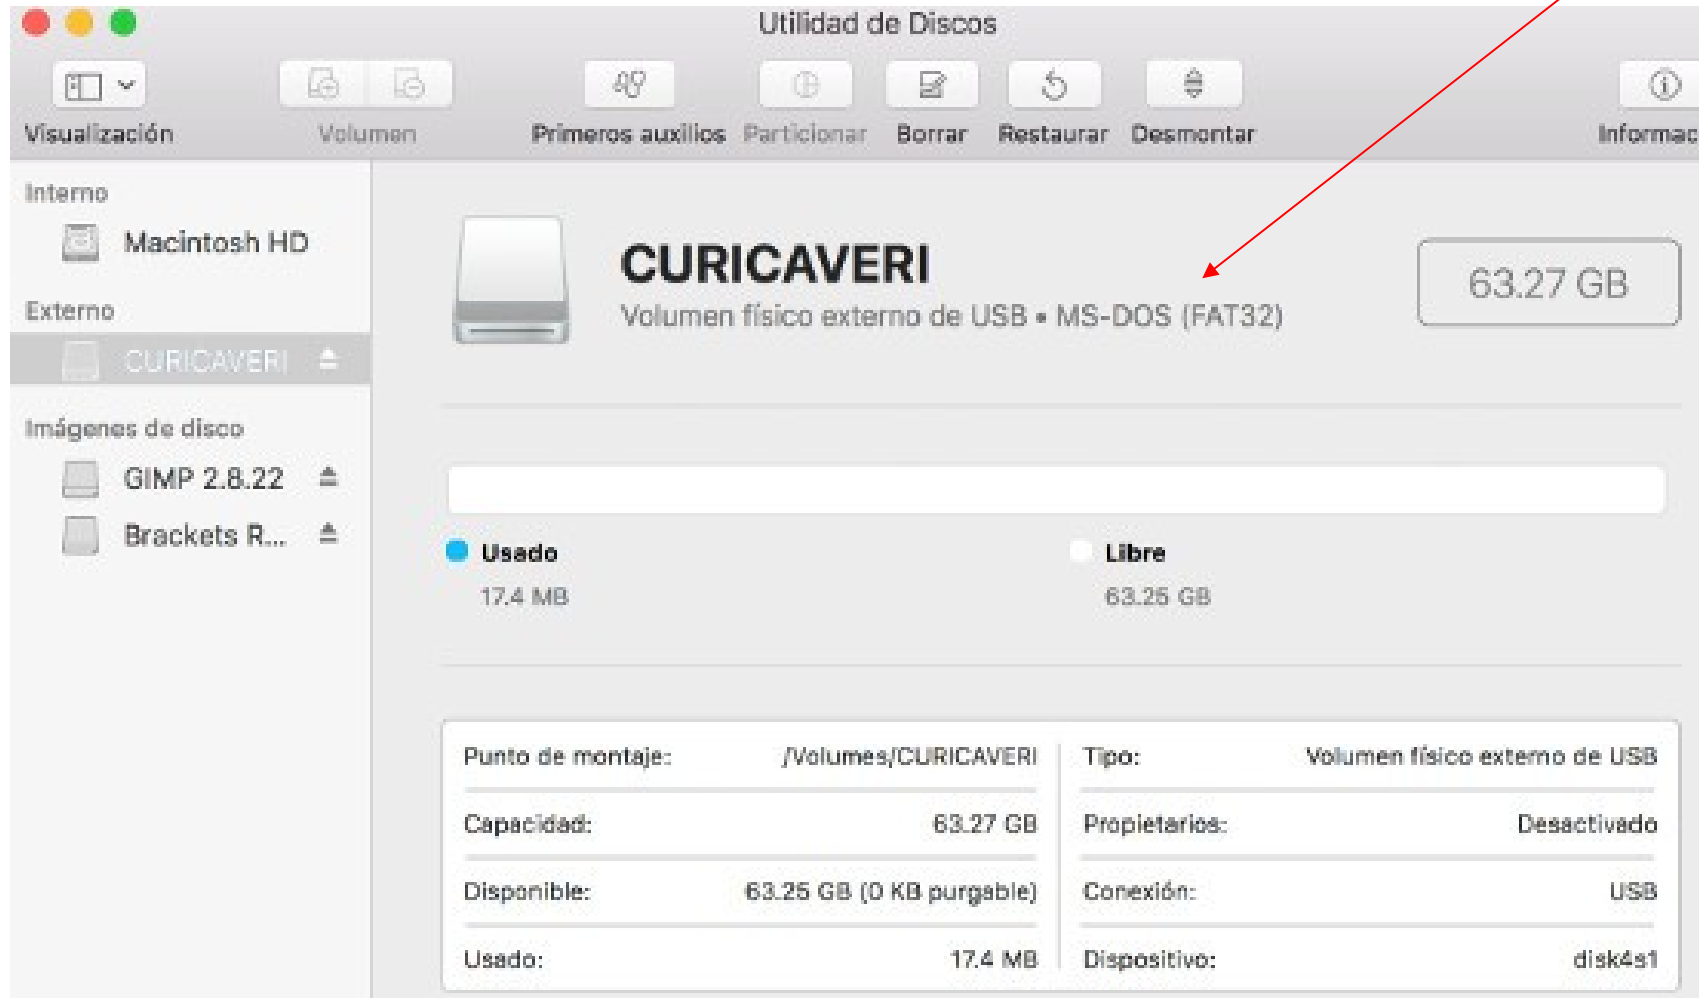 Utilidad de Discos
Visualización Volumen Primeros auxilios Particionar Borrar Restaurar Desmontar Informac
Interno
Macintosh HD
Externo
CURICAVERI
Imágenes de disco
GIMP 2.8.22
Brackets R...
CURICAVERI
Volumen físico externo de USB • MS-DOS (FAT32)
63.27 GB
Usado
17.4 MB
Libre
63.25 GB
Punto de montaje: /Volumes/CURICAVERI
Capacidad: 63.27 GB
Disponible: 63.25 GB (0 KB purgable)
Usado: 17.4 MB
Tipo: Volumen físico externo de USB
Propietarios: Desactivado
Conexión: USB
Dispositivo: disk4s1